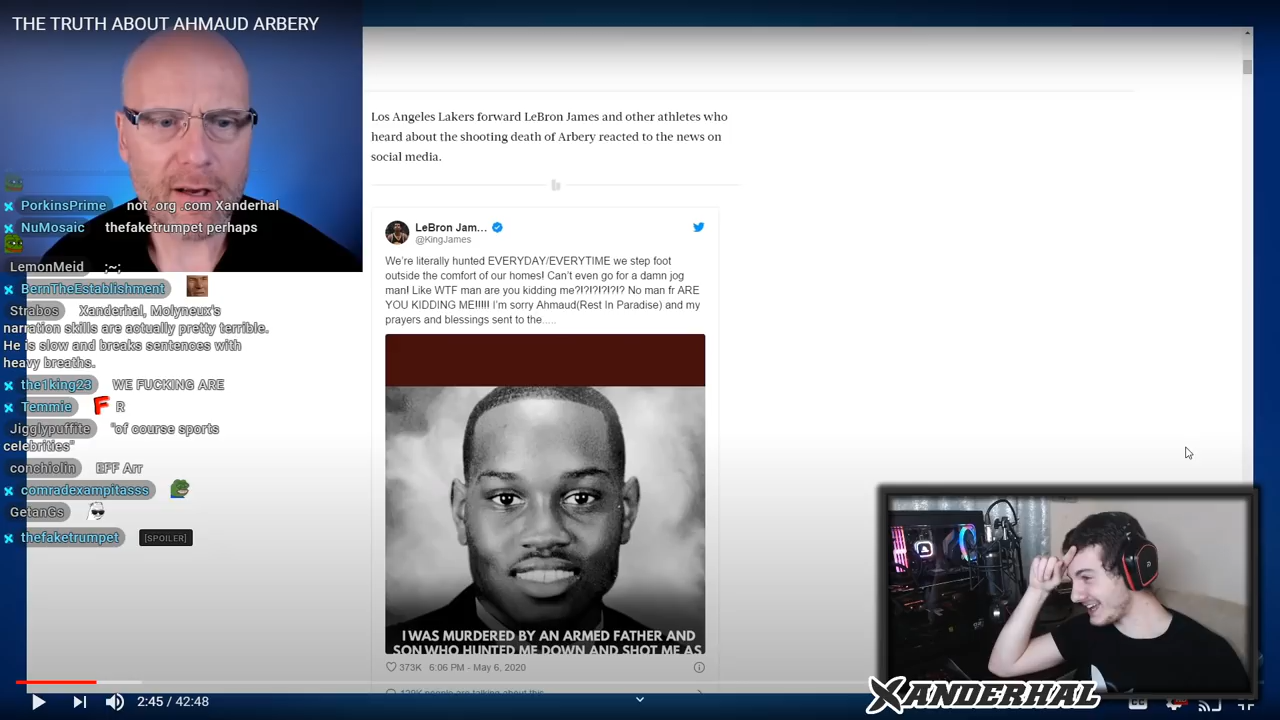 THE TRUTH ABOUT AHMAUD ARBERY
Los Angeles Lakers forward LeBron James and other athletes who
heard about the shooting death of Arbery reacted to the news on
social media.
LeBron Jam...
@KingJames
We're literally hunted EVERYDAY/EVERYTIME we step foot
outside the comfort of our homes! Can't even go for a damn jog
man! Like WTF man are you kidding me?!?!?!?!?!? No man fr ARE
YOU KIDDING ME!!!!! I'm sorry Ahmaud(Rest In Paradise) and my
prayers and blessings sent to the.....
I WAS MURDERED BY AN ARMED FATHER AND
SON WHO HUNTED ME DOWN AND SHOT ME AS
373K 6:06 PM - May 6, 2020
people are talking about this
PorkinsPrime not .org .com Xanderhal
NuMosaic thefaketrumpet perhaps
LemonMeid ;~;
BernTheEstablishment
Strabos Xanderhal, Molyneux's
narration skills are actually pretty terrible.
He is slow and breaks sentences with
heavy breaths.
the1king23 WE FUCKING ARE
Temmie F R
Jigglypuffite "of course sports
celebrities"
conchiolin EFF Arr
comradexampitasss
GetanGs
thefaketrumpet [SPOILER]
2:45 / 42:48
XANDERHAL
CC